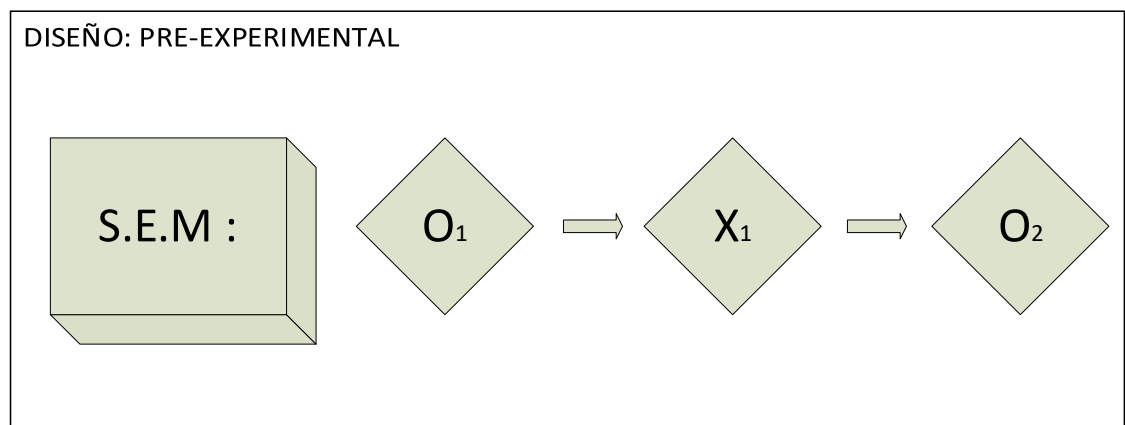 DISEÑO: PRE-EXPERIMENTAL
S.E.M : O₁ X₁ O₂